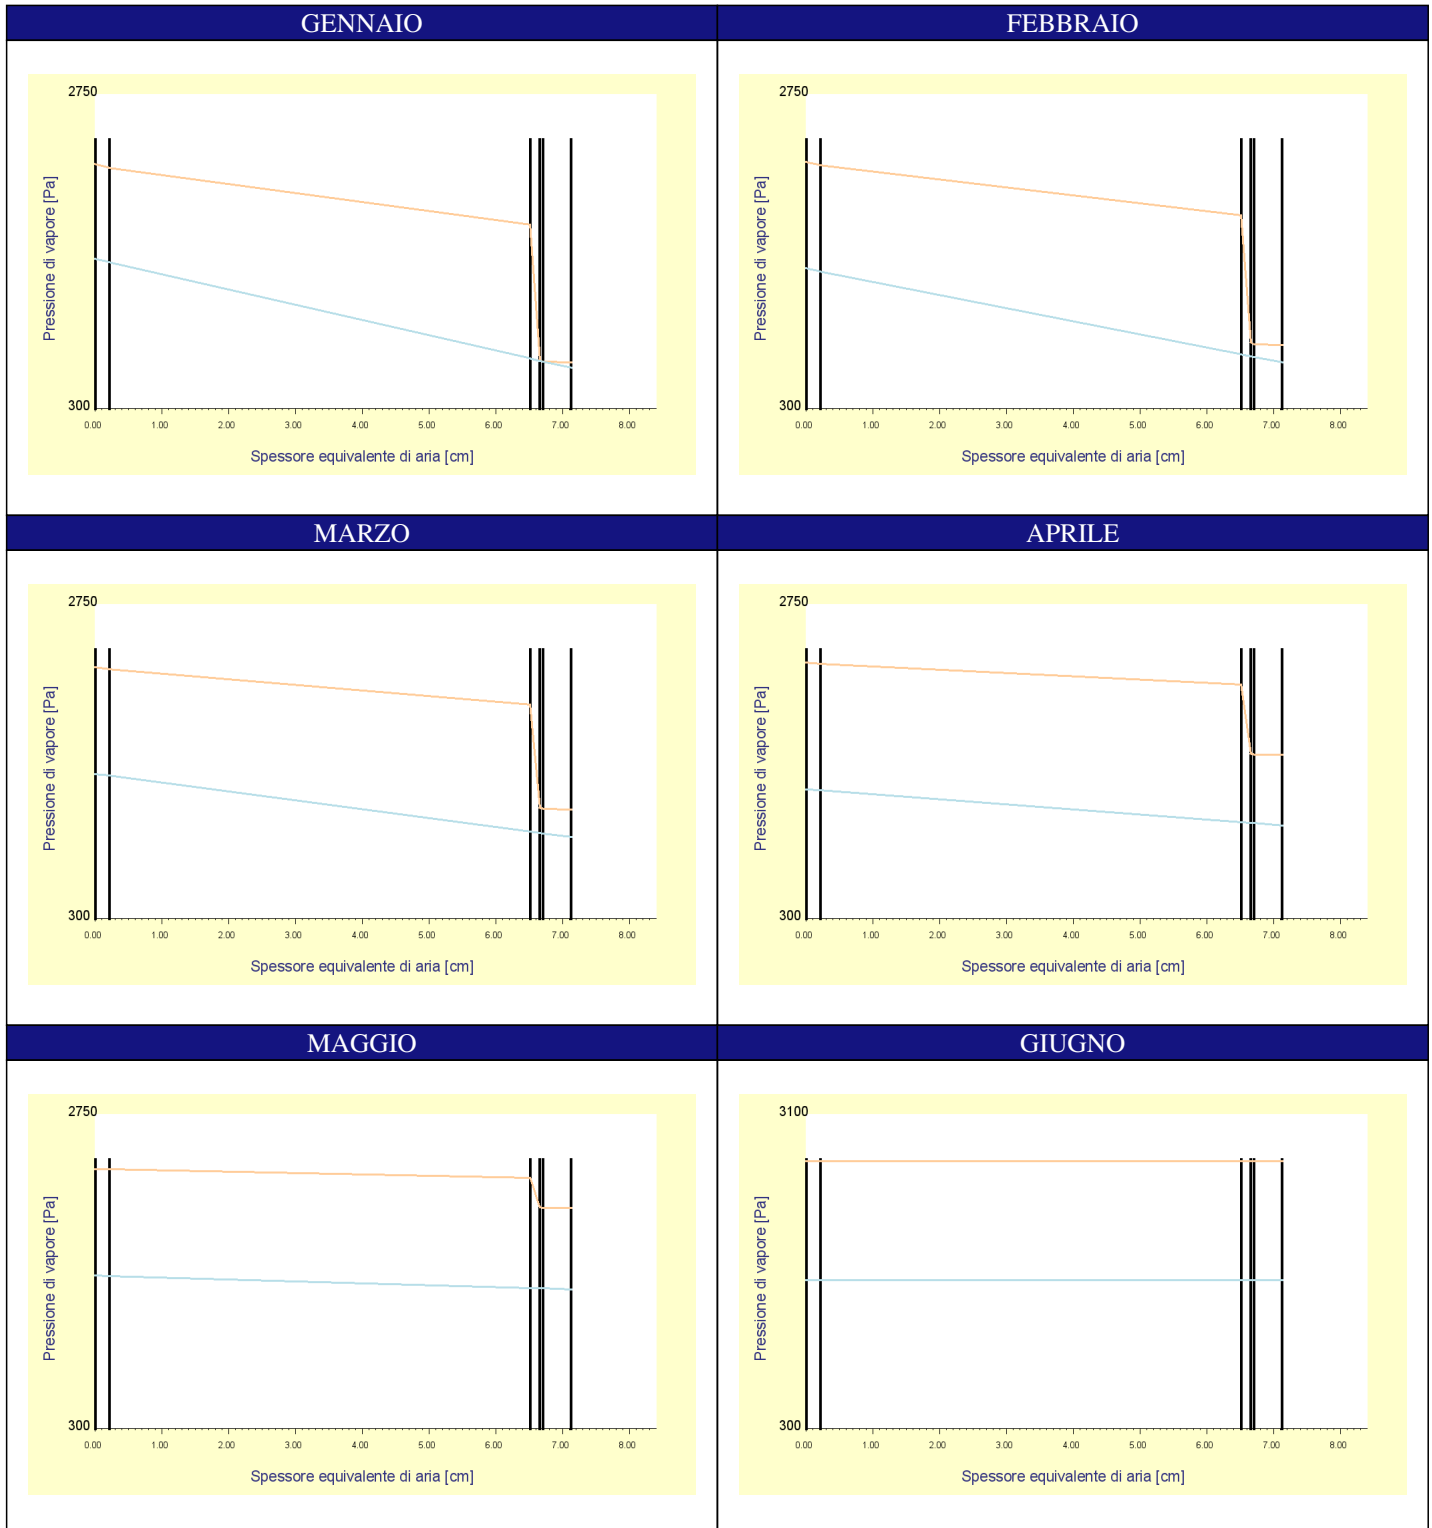 GENNAIO
2750
Pressione di vapore [Pa]
300
0.00 1.00 2.00 3.00 4.00 5.00 6.00 7.00 8.00
Spessore equivalente di aria [cm]
FEBBRAIO
2750
Pressione di vapore [Pa]
300
0.00 1.00 2.00 3.00 4.00 5.00 6.00 7.00 8.00
Spessore equivalente di aria [cm]
MARZO
2750
Pressione di vapore [Pa]
300
0.00 1.00 2.00 3.00 4.00 5.00 6.00 7.00 8.00
Spessore equivalente di aria [cm]
APRILE
2750
Pressione di vapore [Pa]
300
0.00 1.00 2.00 3.00 4.00 5.00 6.00 7.00 8.00
Spessore equivalente di aria [cm]
MAGGIO
2750
Pressione di vapore [Pa]
300
0.00 1.00 2.00 3.00 4.00 5.00 6.00 7.00 8.00
Spessore equivalente di aria [cm]
GIUGNO
3100
Pressione di vapore [Pa]
300
0.00 1.00 2.00 3.00 4.00 5.00 6.00 7.00 8.00
Spessore equivalente di aria [cm]